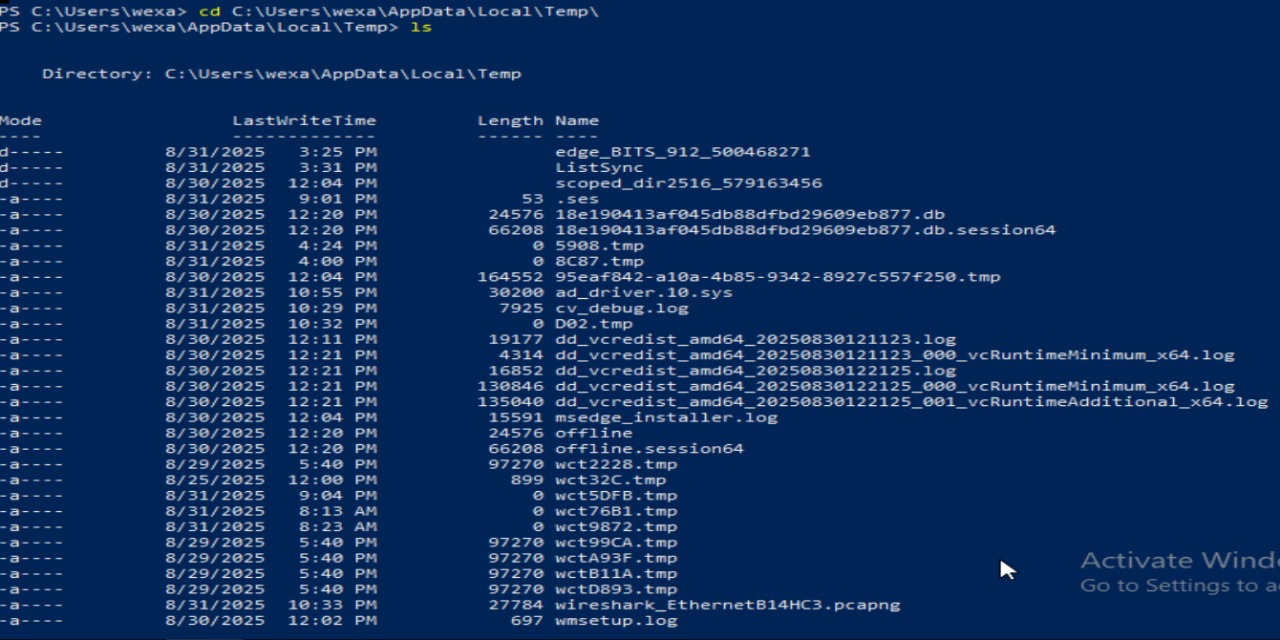 PS C:\Users\wexa> cd C:\Users\wexa\AppData\Local\Temp\
PS C:\Users\wexa\AppData\Local\Temp> ls
Directory: C:\Users\wexa\AppData\Local\Temp
Mode LastWriteTime Length Name
---- ------------- ------ ----
d----- 8/31/2025 3:25 PM edge_BITS_912_500468271
d----- 8/31/2025 3:31 PM ListSync
d----- 8/30/2025 12:04 PM scoped_dir2516_579163456
-a---- 8/31/2025 9:01 PM 53 .ses
-a---- 8/30/2025 12:20 PM 24576 18e190413af045db88dfbd29609eb877.db
-a---- 8/30/2025 12:20 PM 66208 18e190413af045db88dfbd29609eb877.db.session64
-a---- 8/31/2025 4:24 PM 0 5908.tmp
-a---- 8/31/2025 4:00 PM 0 8C87.tmp
-a---- 8/30/2025 12:04 PM 164552 95eaf842-a10a-4b85-9342-8927c557f250.tmp
-a---- 8/31/2025 10:55 PM 30200 ad_driver.10.sys
-a---- 8/31/2025 10:29 PM 7925 cv_debug.log
-a---- 8/31/2025 10:32 PM 0 D02.tmp
-a---- 8/30/2025 12:11 PM 19177 dd_vcredist_amd64_20250830121123.log
-a---- 8/30/2025 12:21 PM 4314 dd_vcredist_amd64_20250830121123_000_vcRuntimeMinimum_x64.log
-a---- 8/30/2025 12:21 PM 16852 dd_vcredist_amd64_20250830122125.log
-a---- 8/30/2025 12:21 PM 130846 dd_vcredist_amd64_20250830122125_000_vcRuntimeMinimum_x64.log
-a---- 8/30/2025 12:21 PM 135040 dd_vcredist_amd64_20250830122125_001_vcRuntimeAdditional_x64.log
-a---- 8/30/2025 12:04 PM 15591 msedge_installer.log
-a---- 8/30/2025 12:20 PM 24576 offline
-a---- 8/30/2025 12:20 PM 66208 offline.session64
-a---- 8/29/2025 5:40 PM 97270 wct2228.tmp
-a---- 8/25/2025 12:00 PM 899 wct32C.tmp
-a---- 8/31/2025 9:04 PM 0 wct5DFB.tmp
-a---- 8/31/2025 8:13 AM 0 wct76B1.tmp
-a---- 8/31/2025 8:23 AM 0 wct9872.tmp
-a---- 8/29/2025 5:40 PM 97270 wct99CA.tmp
-a---- 8/29/2025 5:40 PM 97270 wctA93F.tmp
-a---- 8/29/2025 5:40 PM 97270 wctB11A.tmp
-a---- 8/29/2025 5:40 PM 97270 wctD893.tmp
-a---- 8/31/2025 10:33 PM 27784 wireshark_EthernetB14HC3.pcapng
-a---- 8/30/2025 12:02 PM 697 wmsetup.log
Activate Wind
Go to Settings to a